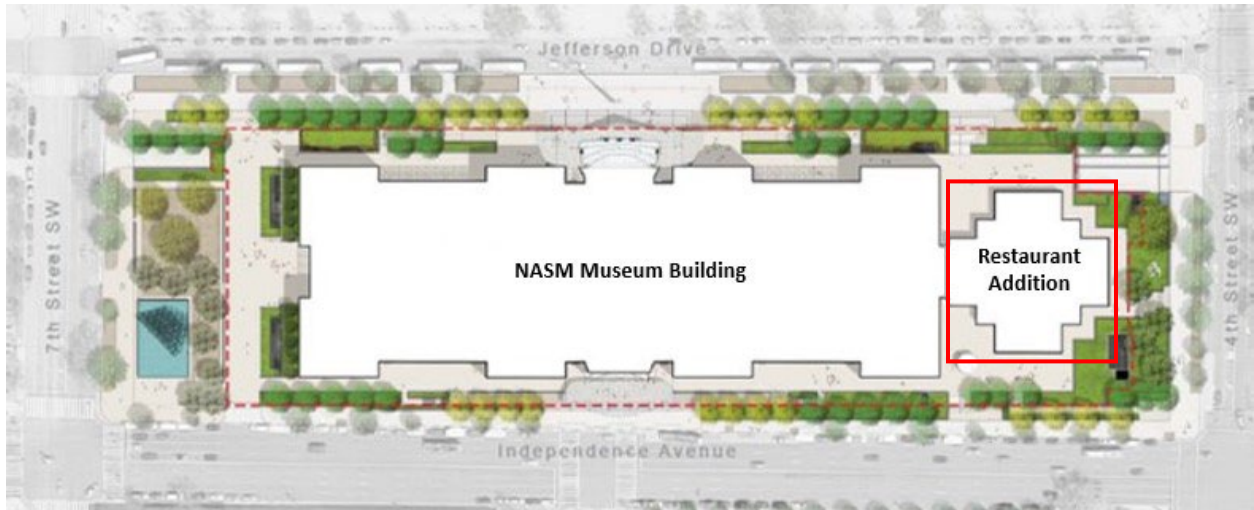 Jefferson Drive
7th Street SW
NASM Museum Building
Restaurant
Addition
4th Street SW
Independence Avenue